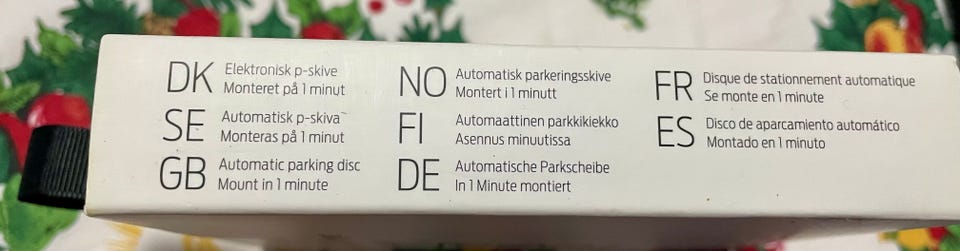 DK Elektronisk p-skive
Monteret på 1 minut
SE Automatisk p-skiva
Monteras på 1 minut
GB Automatic parking disc
Mount in 1 minute
NO Automatisk parkeringsskive
Montert i 1 minutt
FI Automaattinen parkkikiekko
Asennus minuutissa
DE Automatische Parkscheibe
In 1 Minute montiert
FR Disque de stationnement automatique
Se monte en 1 minute
ES Disco de aparcamiento automático
Montado en 1 minuto